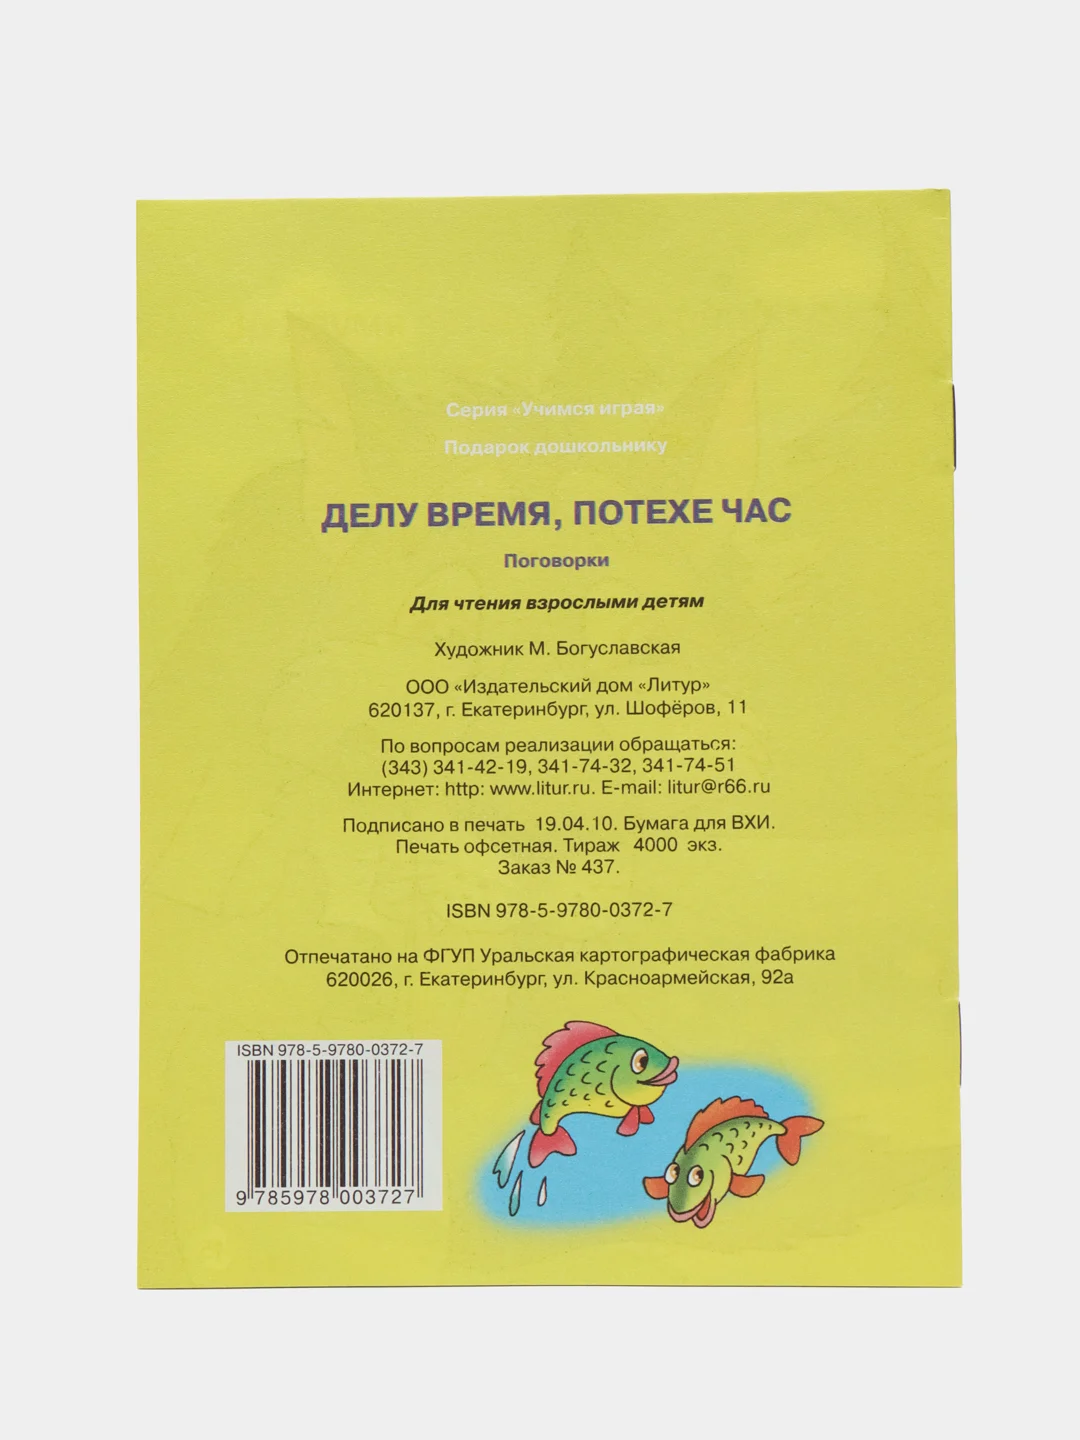 Серия «Учимся играя»
Подарок дошкольнику
ДЕЛУ ВРЕМЯ, ПОТЕХЕ ЧАС
Поговорки
Для чтения взрослыми детям
Художник М. Богуславская
ООО «Издательский дом «Литур»
620137, г. Екатеринбург, ул. Шофёров, 11
По вопросам реализации обращаться:
(343) 341-42-19, 341-74-32, 341-74-51
Интернет: http: www.litur.ru. E-mail: litur@r66.ru
Подписано в печать 19.04.10. Бумага для ВХИ.
Печать офсетная. Тираж 4000 экз.
Заказ № 437.
ISBN 978-5-9780-0372-7
Отпечатано на ФГУП Уральская картографическая фабрика
620026, г. Екатеринбург, ул. Красноармейская, 92а
ISBN 978-5-9780-0372-7
9 785978 003727